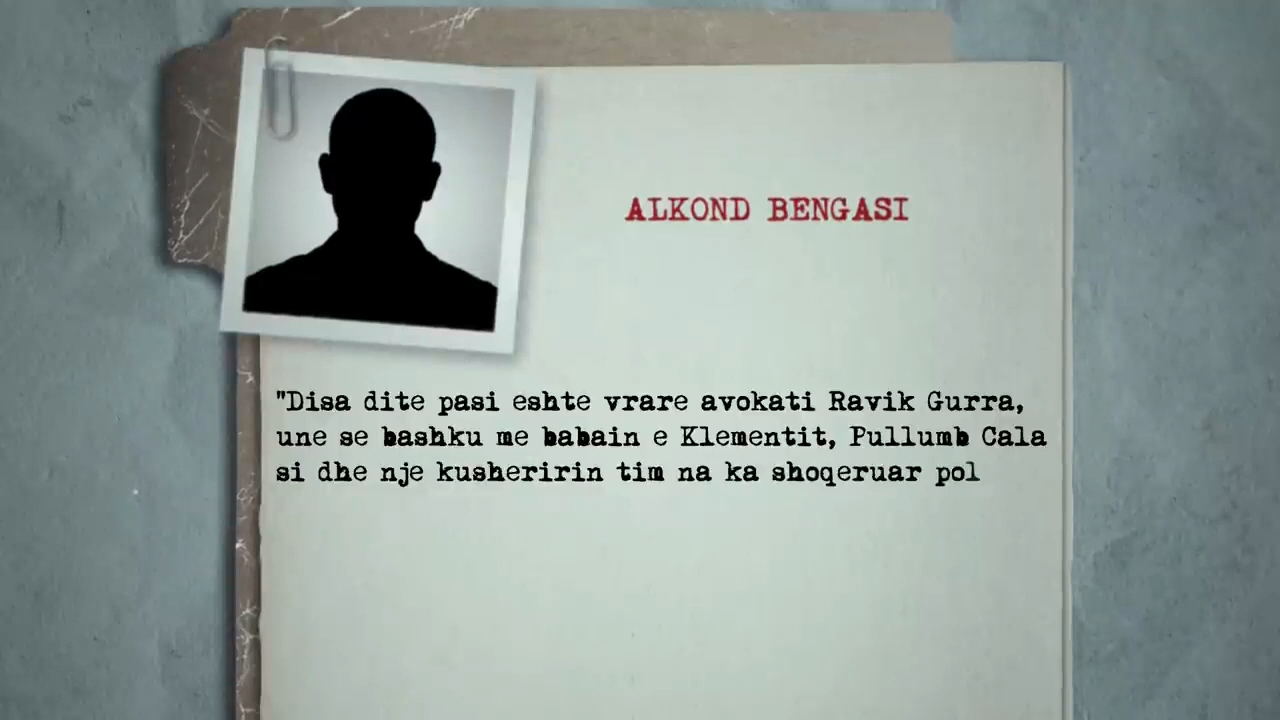 ALKOND BENGASI
"Disa dite pasi eshte vrare avokati Ravik Gurra,
une se bashku me babain e Klementit, Pullumb Cala
si dhe nje kusheririn tim na ka shoqeruar pol